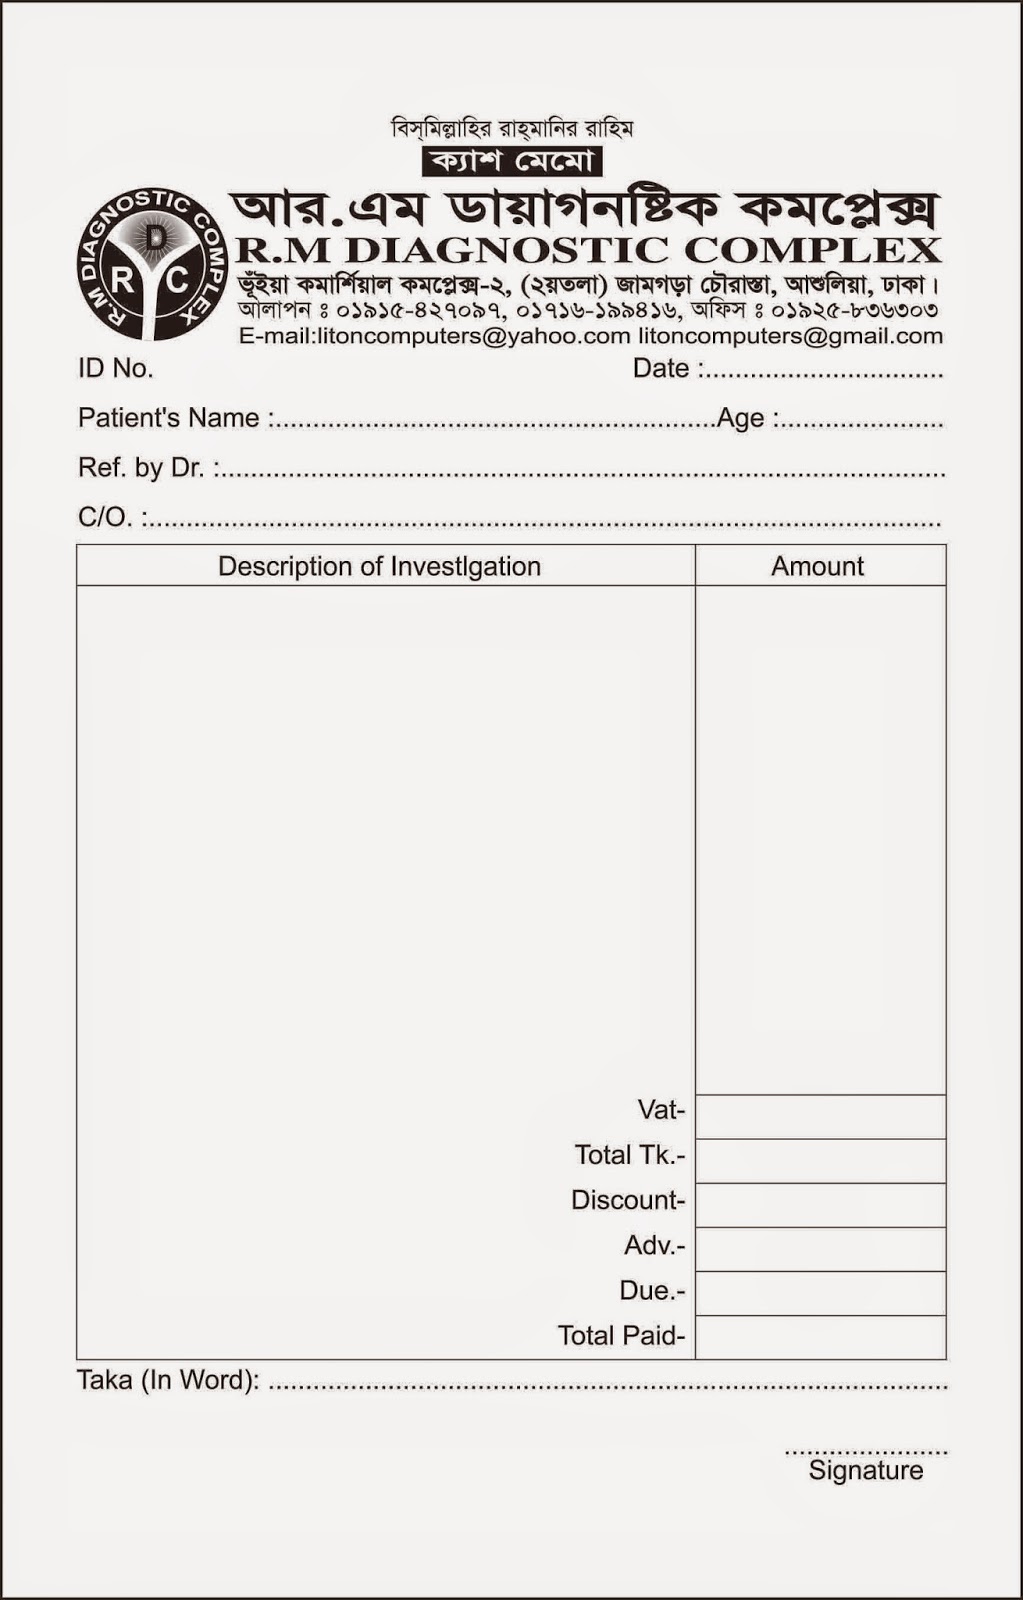 বিস্‌মিল্লাহির রাহ্‌মানির রাহিম
ক্যাশ মেমো
R.M DIAGNOSTIC COMPLEX
R D C
আর.এম ডায়াগনষ্টিক কমপ্লেক্স
R.M DIAGNOSTIC COMPLEX
ভূঁইয়া কমার্শিয়াল কমপ্লেক্স-২, (২য়তলা) জামগড়া চৌরাস্তা, আশুলিয়া, ঢাকা।
আলাপন ঃ ০১৯১৫-৪২৭০৯৭, ০১৭১৬-১৯৯৪১৬, অফিস ঃ ০১৯২৫-৮৩৬৩০৩
E-mail:litoncomputers@yahoo.com litoncomputers@gmail.com
ID No. Date :................................
Patient's Name :...........................................................Age :......................
Ref. by Dr. :.................................................................................................
C/O. :..........................................................................................................
Description of InvestIgation Amount
Vat-
Total Tk.-
Discount-
Adv.-
Due.-
Total Paid-
Taka (In Word): ...........................................................................................
.......................
Signature